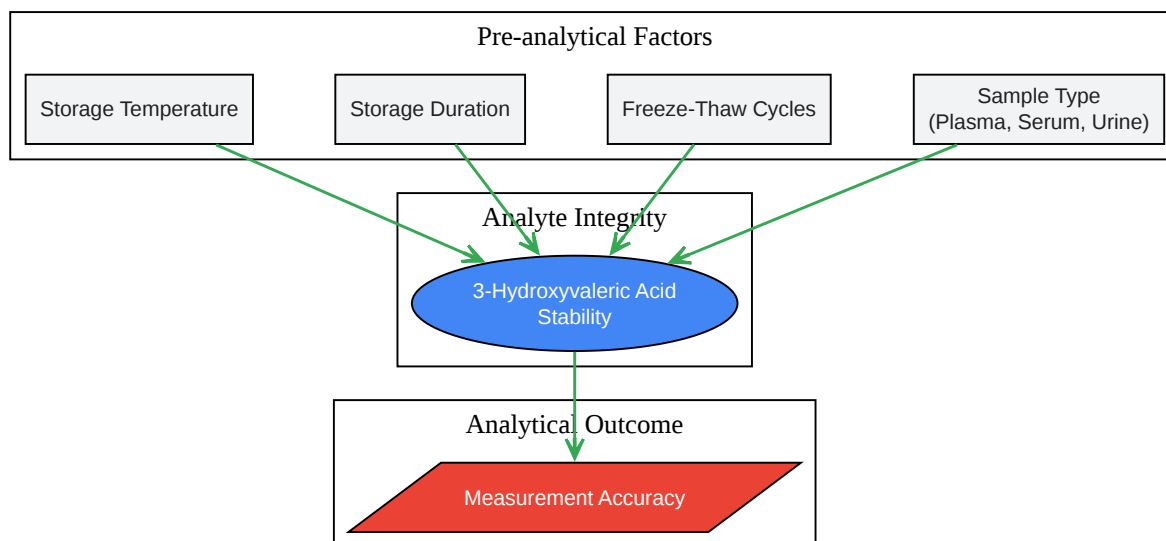 Pre-analytical Factors
Storage Temperature
Storage Duration
Freeze-Thaw Cycles
Sample Type
(Plasma, Serum, Urine)
Analyte Integrity
3-Hydroxyvaleric Acid
Stability
Analytical Outcome
Measurement Accuracy